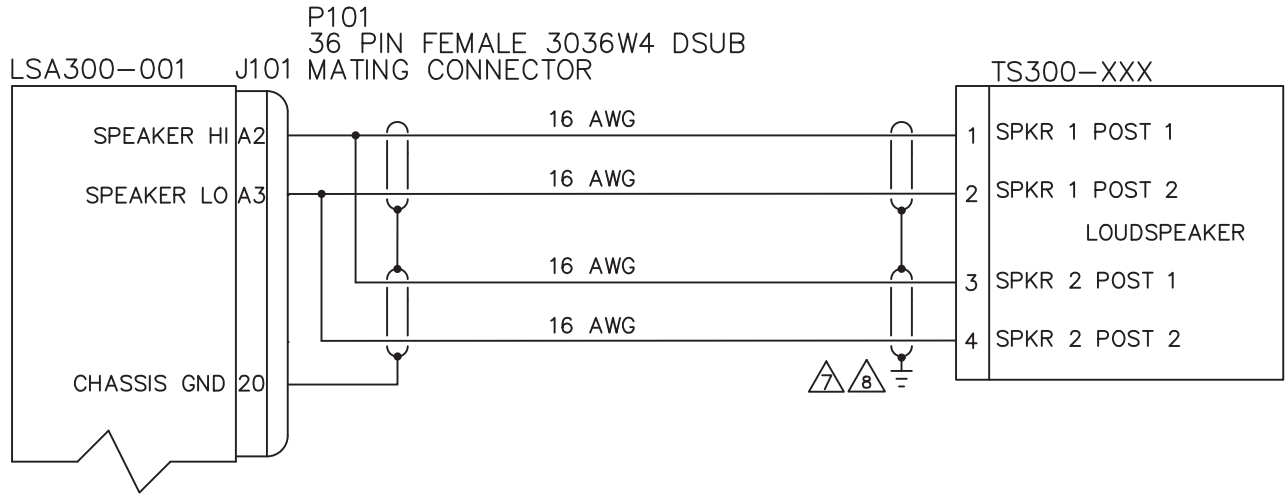 P101
36 PIN FEMALE 3036W4 DSUB
LSA300-001 J101 MATING CONNECTOR
TS300-XXX
SPEAKER HI A2
16 AWG
1 SPKR 1 POST 1
SPEAKER LO A3
16 AWG
2 SPKR 1 POST 2
LOUDSPEAKER
16 AWG
3 SPKR 2 POST 1
16 AWG
4 SPKR 2 POST 2
CHASSIS GND 20
7 8